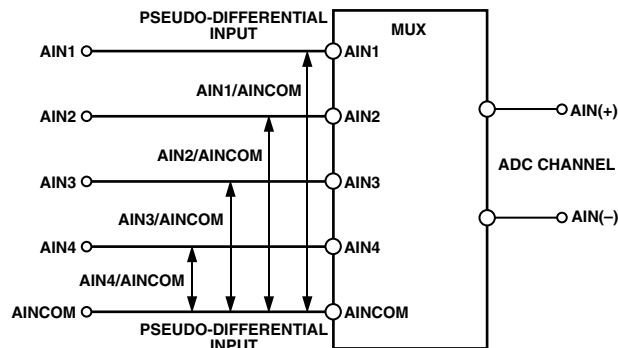 PSEUDO-DIFFERENTIAL
INPUT
MUX
AIN1
AIN1
AIN1/AINCOM
AIN2
AIN2
AIN(+)
AIN2/AINCOM
ADC CHANNEL
AIN3
AIN3
AIN3/AINCOM
AIN(–)
AIN4
AIN4
AIN4/AINCOM
AINCOM
AINCOM
PSEUDO-DIFFERENTIAL
INPUT